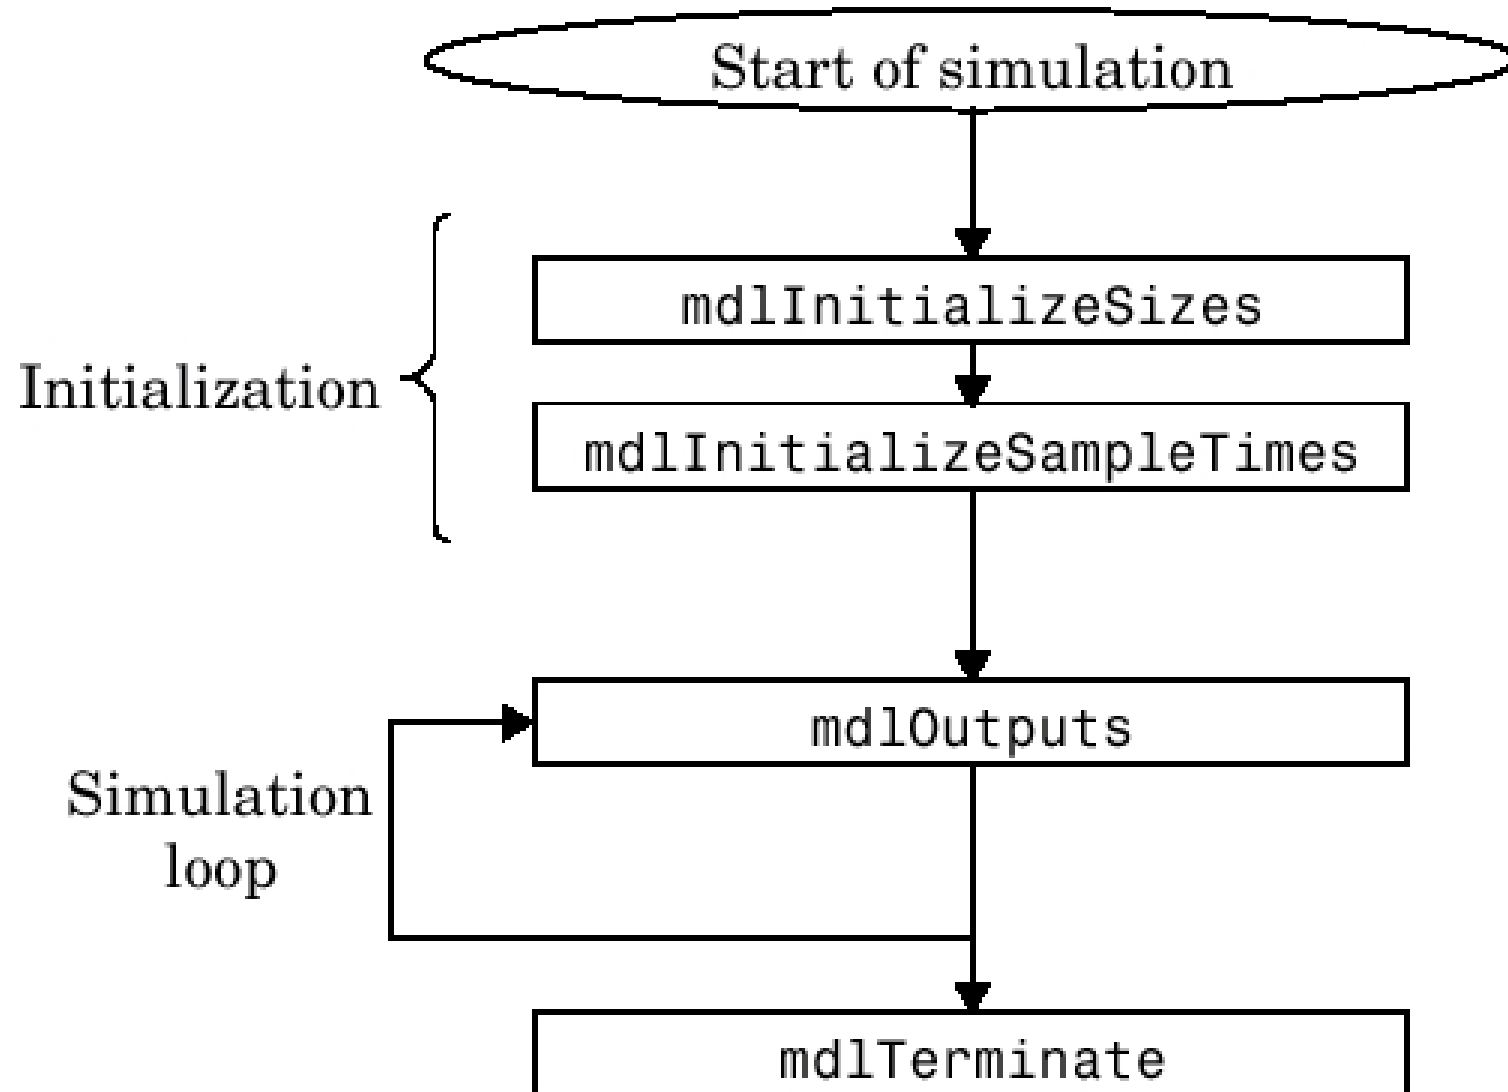 Start of simulation
mdlInitializeSizes
Initialization
mdlInitializeSampleTimes
mdlOutputs
Simulation
loop
mdlTerminate